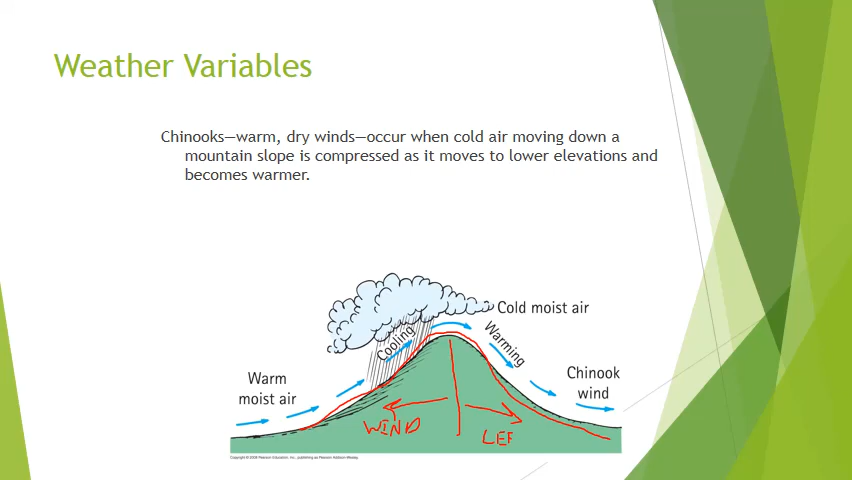 Weather Variables
Chinooks—warm, dry winds—occur when cold air moving down a
mountain slope is compressed as it moves to lower elevations and
becomes warmer.
Cold moist air
Cooling
Warming
Warm
moist air
Chinook
wind
WIND
LEE
Copyright © 2008 Pearson Education, Inc., publishing as Pearson Addison-Wesley.